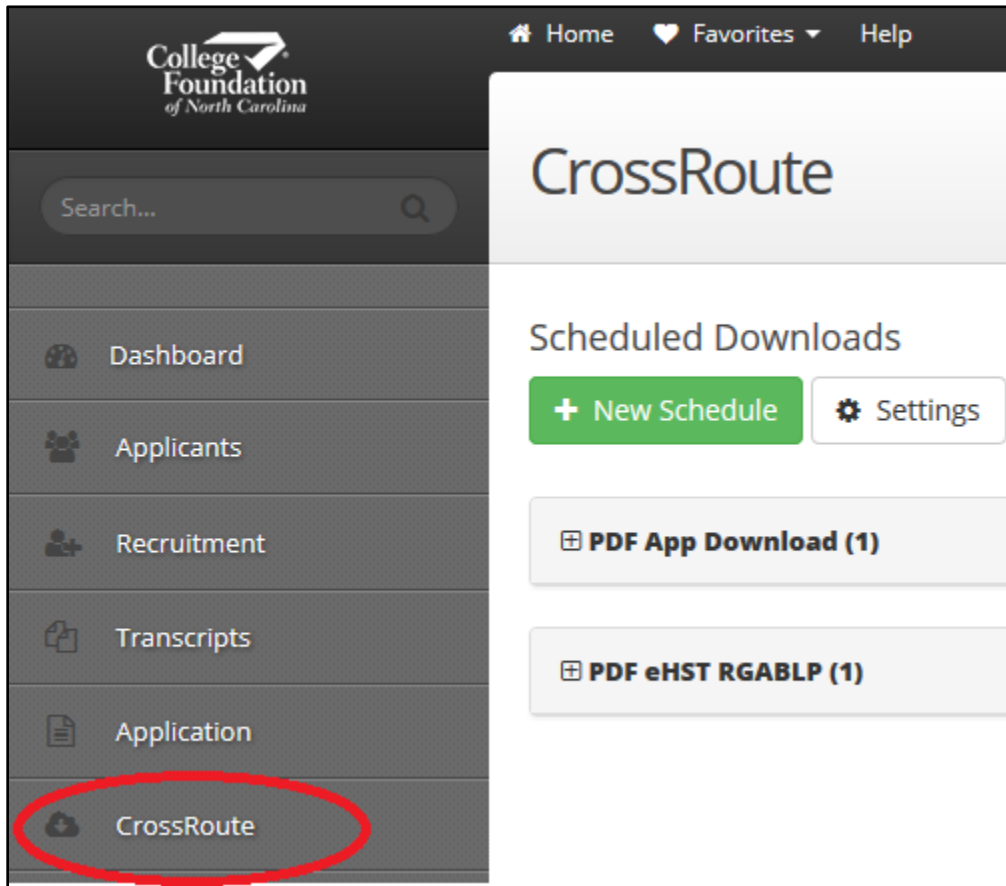 College
Foundation
of North Carolina
Home Favorites Help
Search...
CrossRoute
Dashboard
Applicants
Recruitment
Transcripts
Application
CrossRoute
Scheduled Downloads
+ New Schedule Settings
PDF App Download (1)
PDF eHST RGABLP (1)